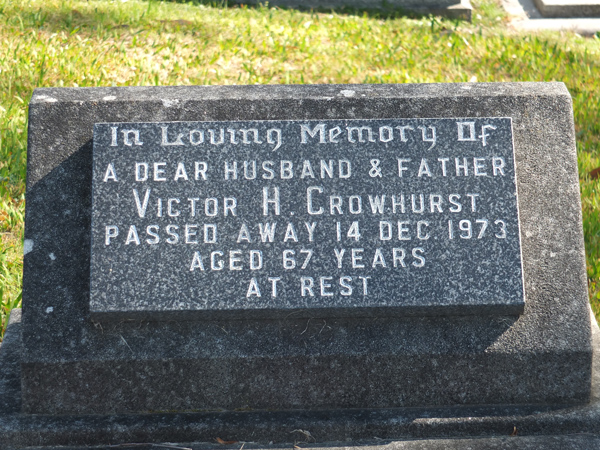 In Loving Memory Of
A DEAR HUSBAND & FATHER
VICTOR H. CROWHURST
PASSED AWAY 14 DEC 1973
AGED 67 YEARS
AT REST